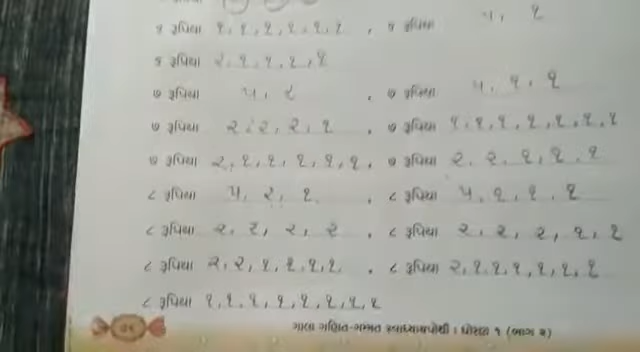 ૬ રૂપિયા ૧, ૧, ૧, ૧, ૧, ૧ , ૬ રૂપિયા ૫, ૧
૬ રૂપિયા ૨, ૧, ૧, ૧, ૧
૭ રૂપિયા ૫, ૨ , ૭ રૂપિયા ૫, ૧, ૧
૭ રૂપિયા ૨, ૨, ૨, ૧ , ૭ રૂપિયા ૧, ૧, ૧, ૧, ૧, ૧, ૧
૭ રૂપિયા ૨, ૧, ૧, ૧, ૧, ૧ , ૭ રૂપિયા ૨, ૨, ૧, ૧, ૧
૮ રૂપિયા ૫, ૨, ૧ , ૮ રૂપિયા ૫, ૧, ૧, ૧
૮ રૂપિયા ૨, ૨, ૨, ૨ , ૮ રૂપિયા ૨, ૨, ૨, ૧, ૧
૮ રૂપિયા ૨, ૨, ૧, ૧, ૧, ૧ , ૮ રૂપિયા ૨, ૧, ૧, ૧, ૧, ૧, ૧
૮ રૂપિયા ૧, ૧, ૧, ૧, ૧, ૧, ૧, ૧
ગાલા ગણિત-ગમ્મત સ્વાધ્યાયપોથી : ધોરણ ૧ (ભાગ ૨)